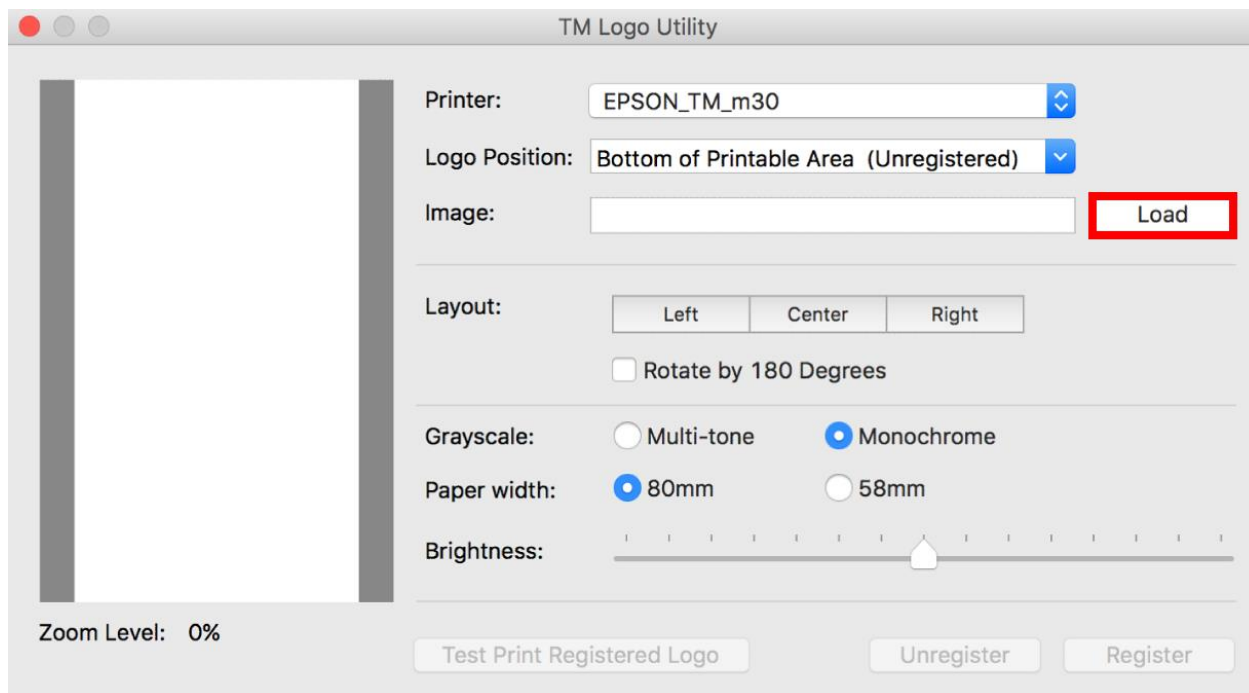 TM Logo Utility
Printer: EPSON_TM_m30
Logo Position: Bottom of Printable Area (Unregistered)
Image: Load
Layout: Left Center Right
Rotate by 180 Degrees
Grayscale: Multi-tone Monochrome
Paper width: 80mm 58mm
Brightness:
Zoom Level: 0%
Test Print Registered Logo Unregister Register